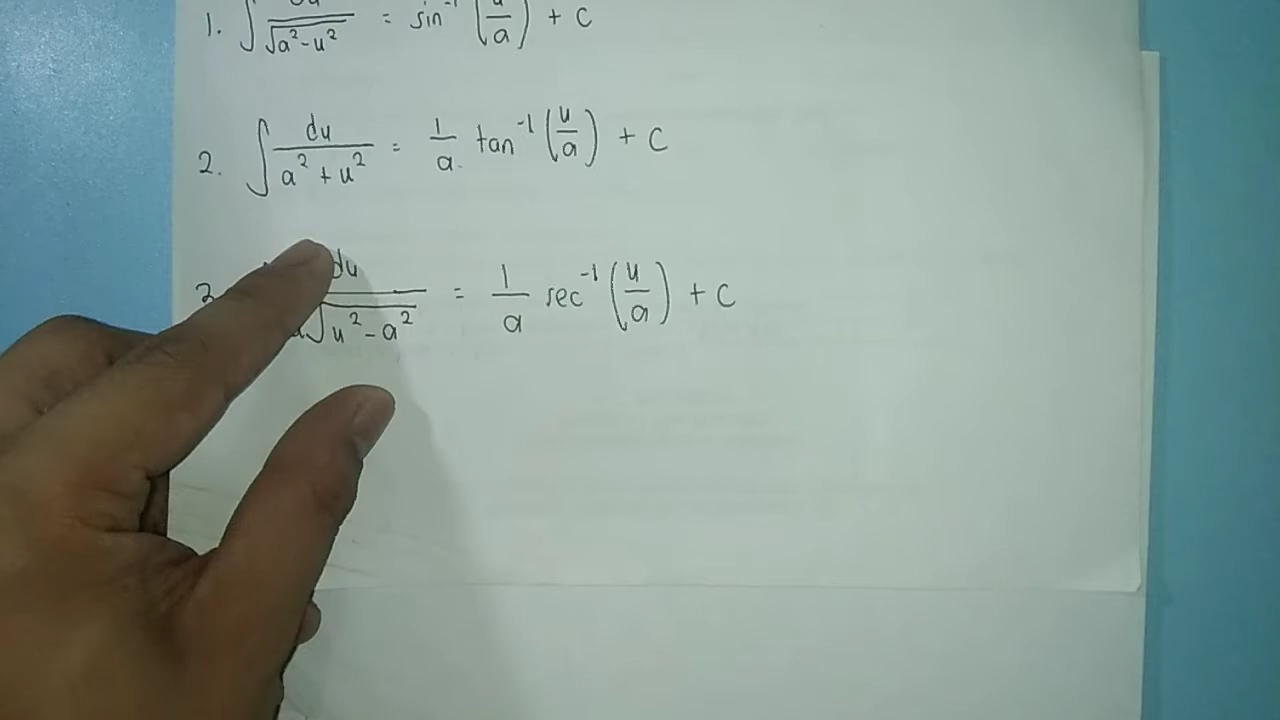 1. ∫ du/√(a²-u²) = sin⁻¹ (u/a) + C
2. ∫ du/(a² + u²) = 1/a tan⁻¹ (u/a) + C
3. du/(u√(u²-a²)) = 1/a sec⁻¹ (u/a) + C